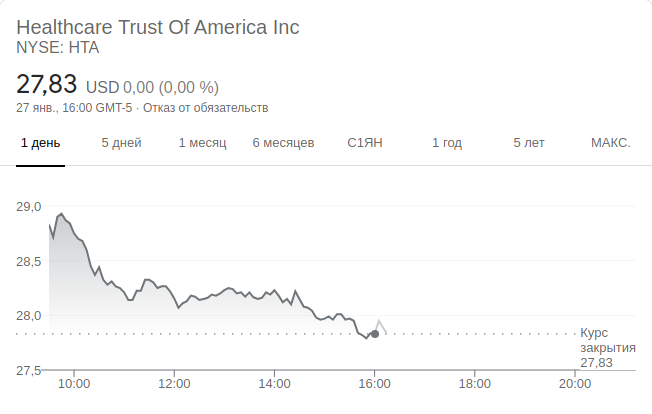 Healthcare Trust Of America Inc
NYSE: HTA
27,83 USD 0,00 (0,00 %)
27 янв., 16:00 GMT-5 · Отказ от обязательств
1 день 5 дней 1 месяц 6 месяцев С1ЯН 1 год 5 лет МАКС.
29,0
28,5
28,0
Курс
закрытия
27,83
27,5
10:00 12:00 14:00 16:00 18:00 20:00